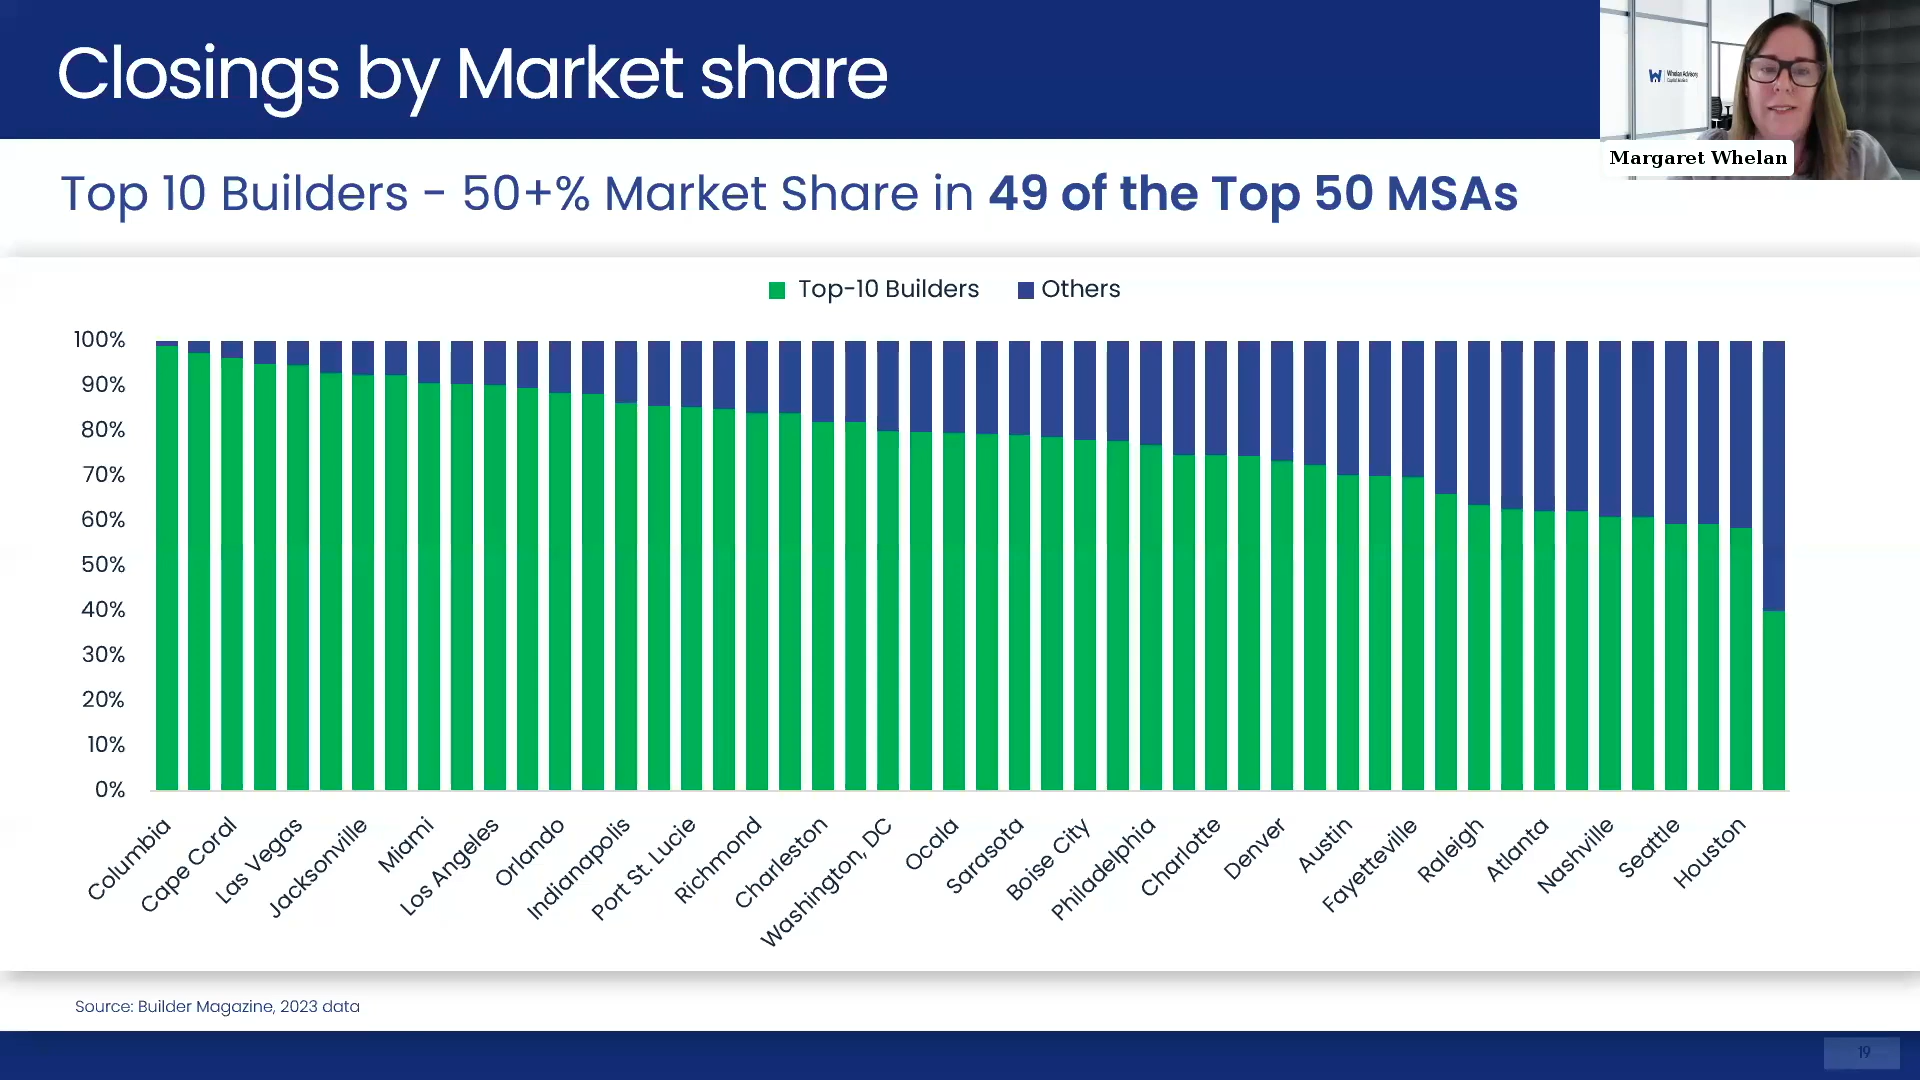 Closings by Market share
Whelan Advisory
Margaret Whelan
Top 10 Builders - 50+% Market Share in 49 of the Top 50 MSAs
Top-10 Builders
Others
100%
90%
80%
70%
60%
50%
40%
30%
20%
10%
0%
Columbia
Cape Coral
Las Vegas
Jacksonville
Miami
Los Angeles
Orlando
Indianapolis
Port St. Lucie
Richmond
Charleston
Washington, DC
Ocala
Sarasota
Boise City
Philadelphia
Charlotte
Denver
Austin
Fayetteville
Raleigh
Atlanta
Nashville
Seattle
Houston
Source: Builder Magazine, 2023 data
19